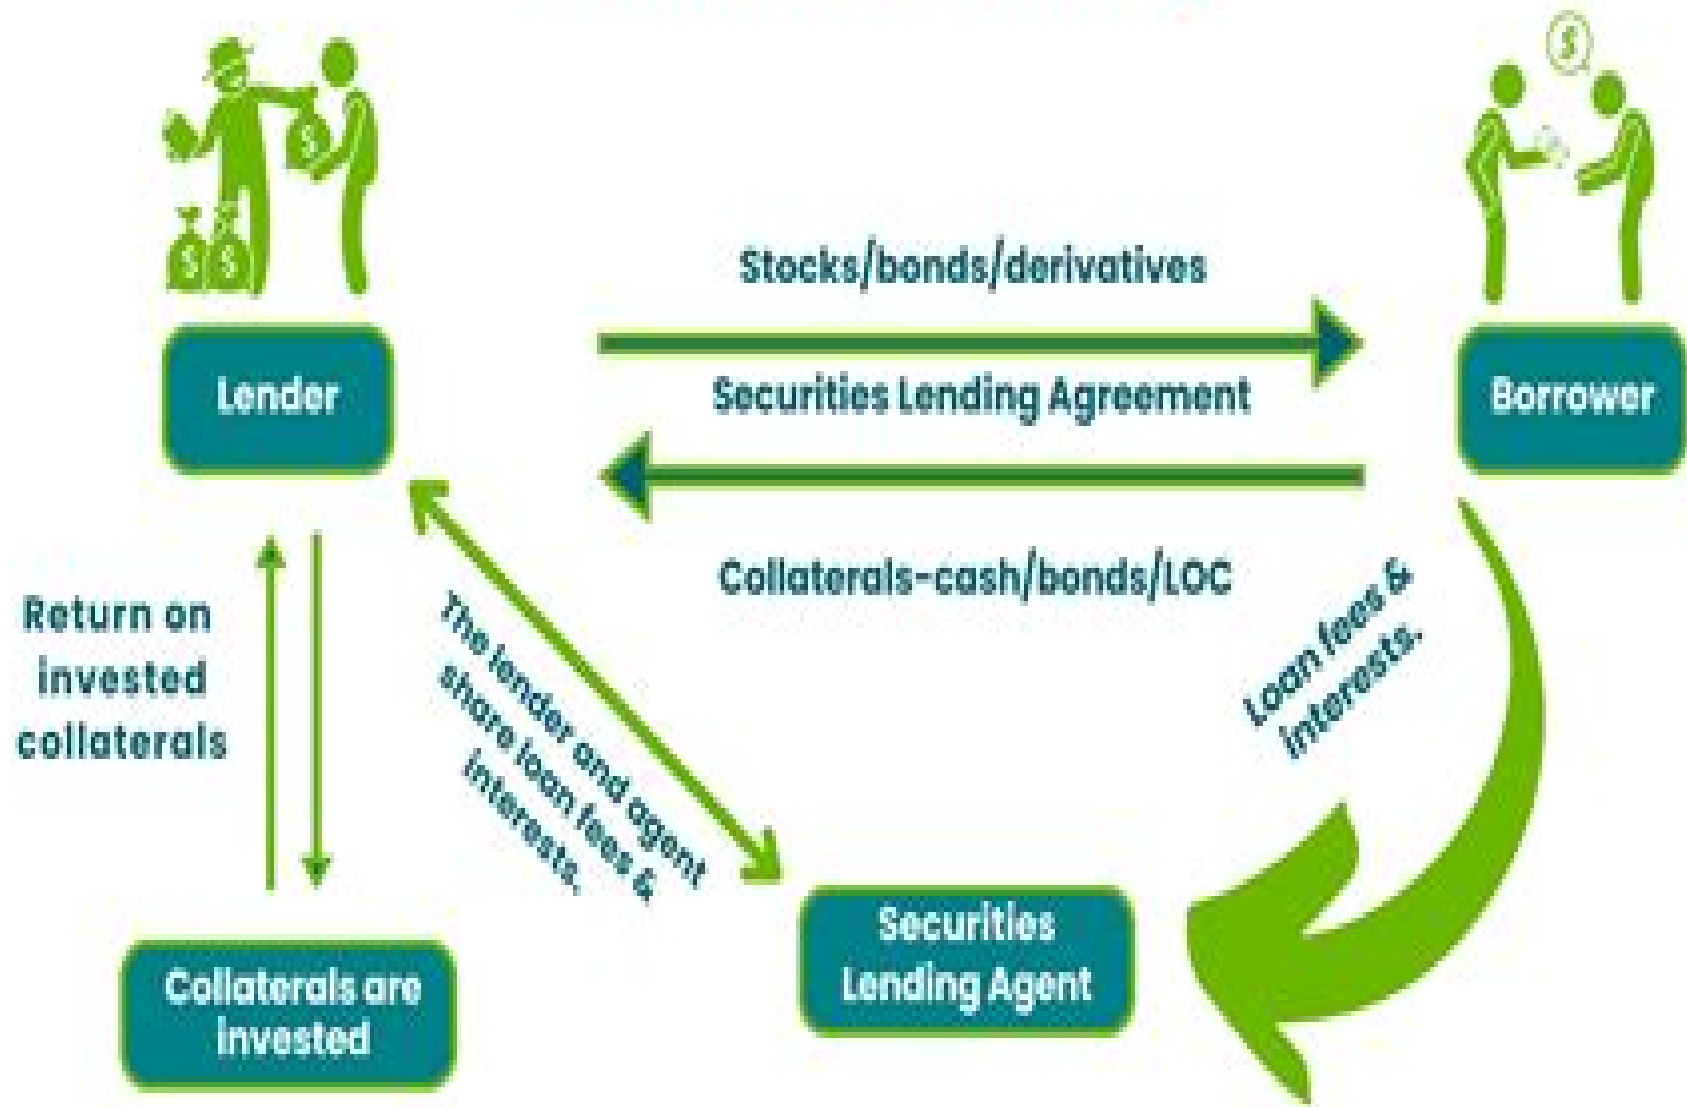 $
$
$ $
Stocks/bonds/derivatives
Lender
Securities Lending Agreement
Borrower
Collaterals-cash/bonds/LOC
Return on
invested
collaterals
The lender and agent
share loan fees &
interests.
Loan fees &
interests.
Securities
Lending Agent
Collaterals are
invested